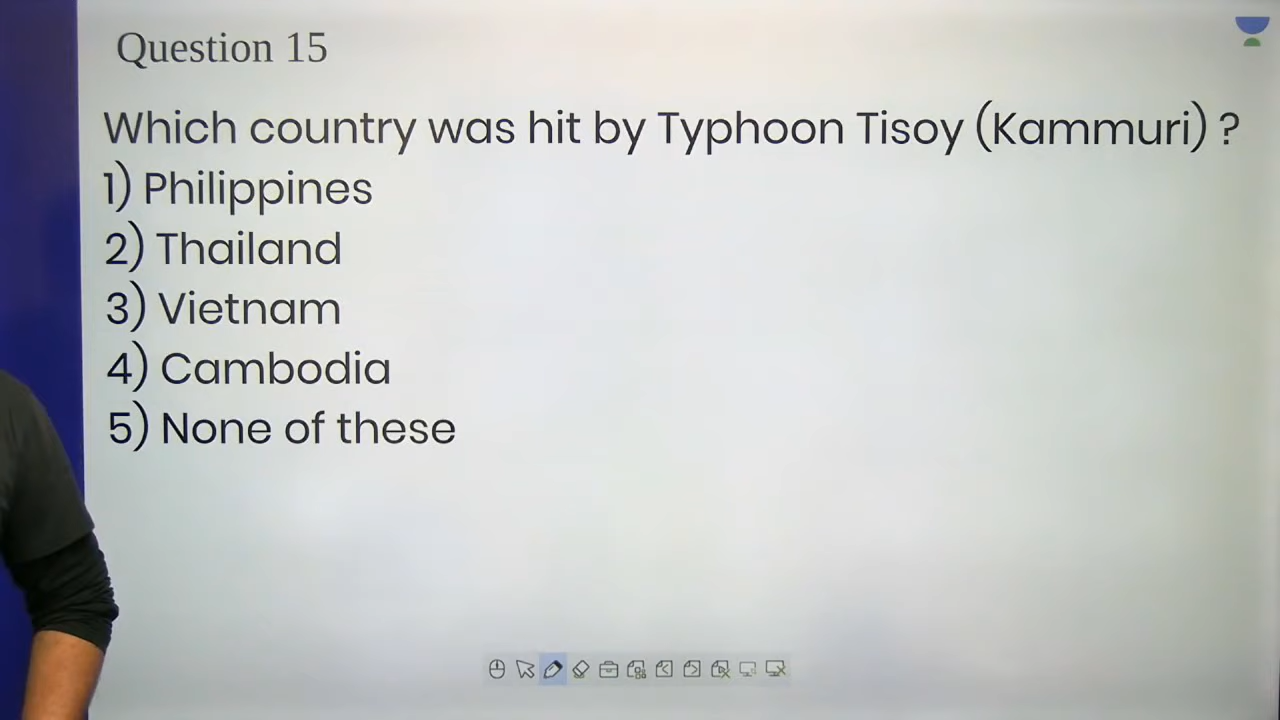 Question 15
Which country was hit by Typhoon Tisoy (Kammuri) ?
1) Philippines
2) Thailand
3) Vietnam
4) Cambodia
5) None of these